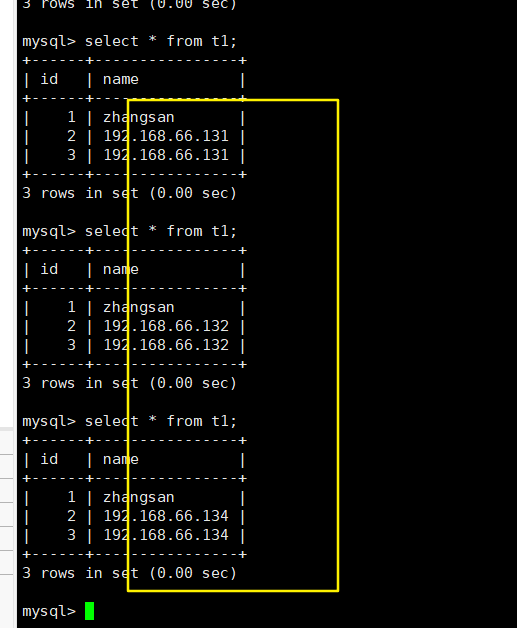 3 rows in set (0.00 sec)
mysql> select * from t1;
+------+----------------+
| id   | name           |
+------+----------------+
|    1 | zhangsan       |
|    2 | 192.168.66.131 |
|    3 | 192.168.66.131 |
+------+----------------+
3 rows in set (0.00 sec)
mysql> select * from t1;
+------+----------------+
| id   | name           |
+------+----------------+
|    1 | zhangsan       |
|    2 | 192.168.66.132 |
|    3 | 192.168.66.132 |
+------+----------------+
3 rows in set (0.00 sec)
mysql> select * from t1;
+------+----------------+
| id   | name           |
+------+----------------+
|    1 | zhangsan       |
|    2 | 192.168.66.134 |
|    3 | 192.168.66.134 |
+------+----------------+
3 rows in set (0.00 sec)
mysql>